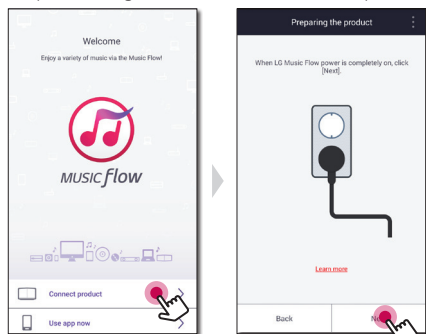 Welcome
Enjoy a variety of music via the Music Flow!
MUSIC flow
Connect product
Use app now
Preparing the product
When LG Music Flow power is completely on, click
[Next].
Learn more
Back